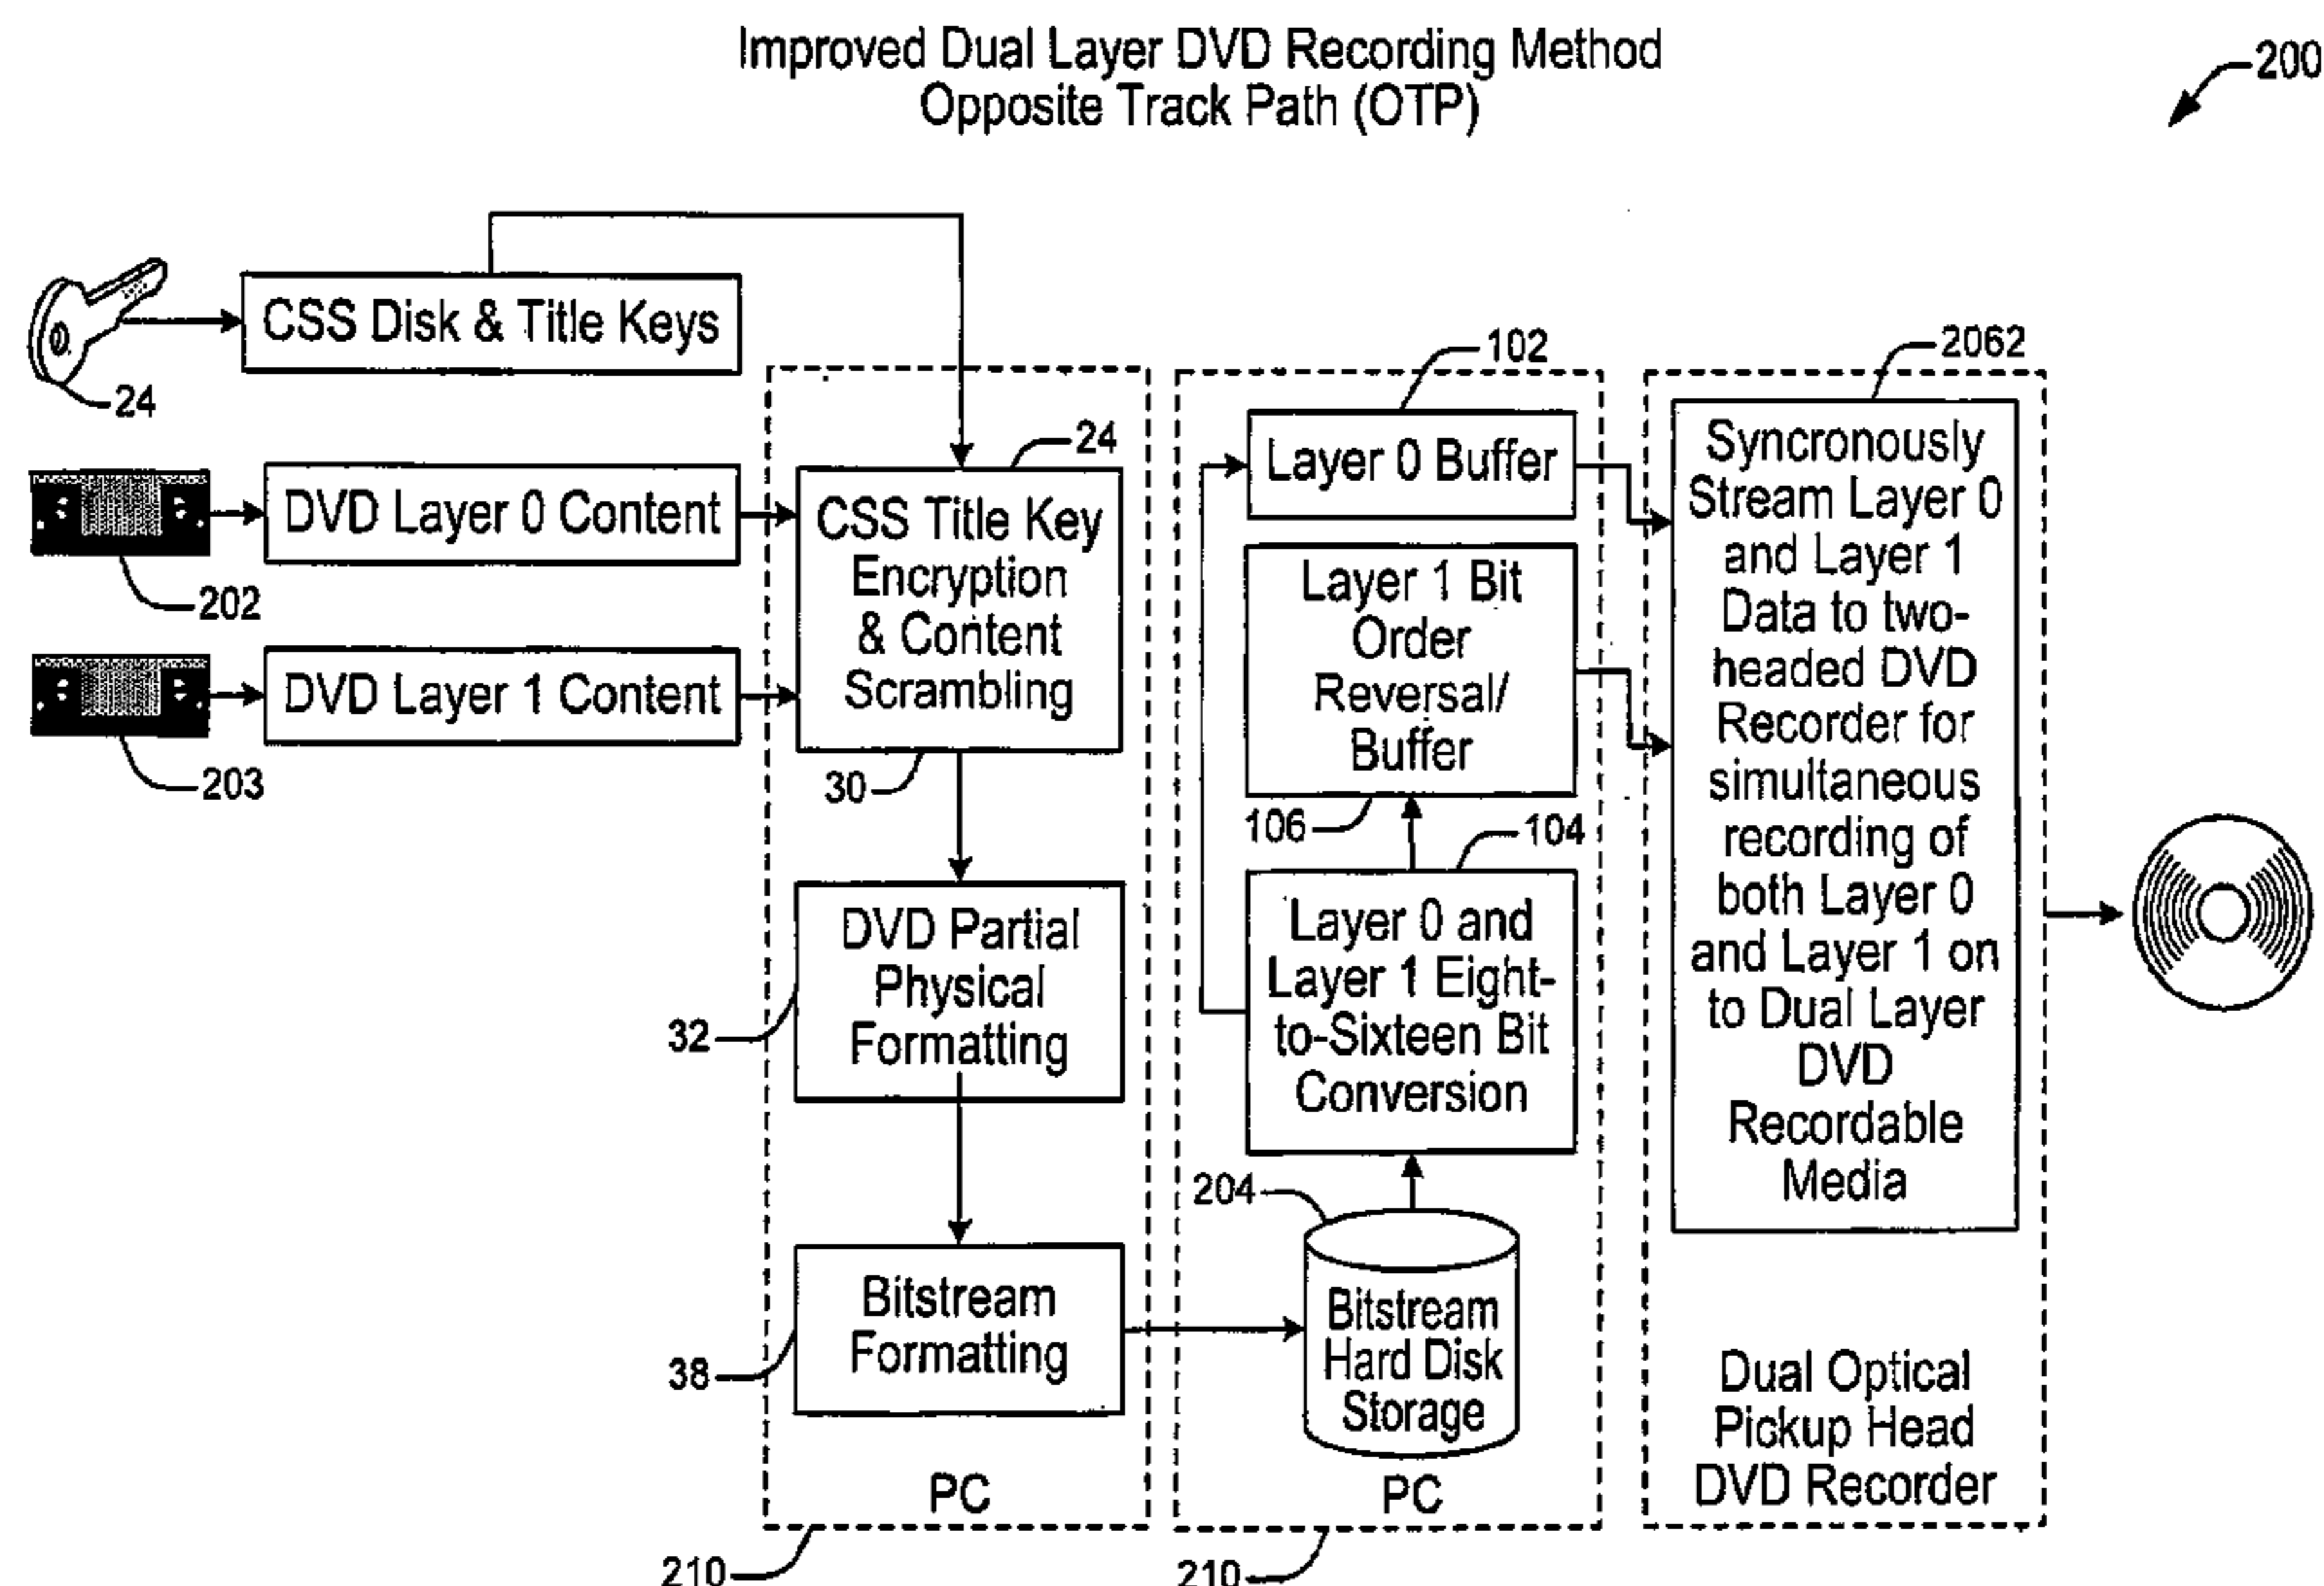 Improved Dual Layer DVD Recording Method
Opposite Track Path (OTP)
200
CSS Disk & Title Keys
24
DVD Layer 0 Content
202
DVD Layer 1 Content
203
24
CSS Title Key
Encryption
& Content
Scrambling
30
DVD Partial
Physical
Formatting
32
Bitstream
Formatting
38
PC
210
102
Layer 0 Buffer
Layer 1 Bit
Order
Reversal/
Buffer
106
104
Layer 0 and
Layer 1 Eight-
to-Sixteen Bit
Conversion
204
Bitstream
Hard Disk
Storage
PC
210
2062
Syncronously
Stream Layer 0
and Layer 1
Data to two-
headed DVD
Recorder for
simultaneous
recording of
both Layer 0
and Layer 1 on
to Dual Layer
DVD
Recordable
Media
Dual Optical
Pickup Head
DVD Recorder